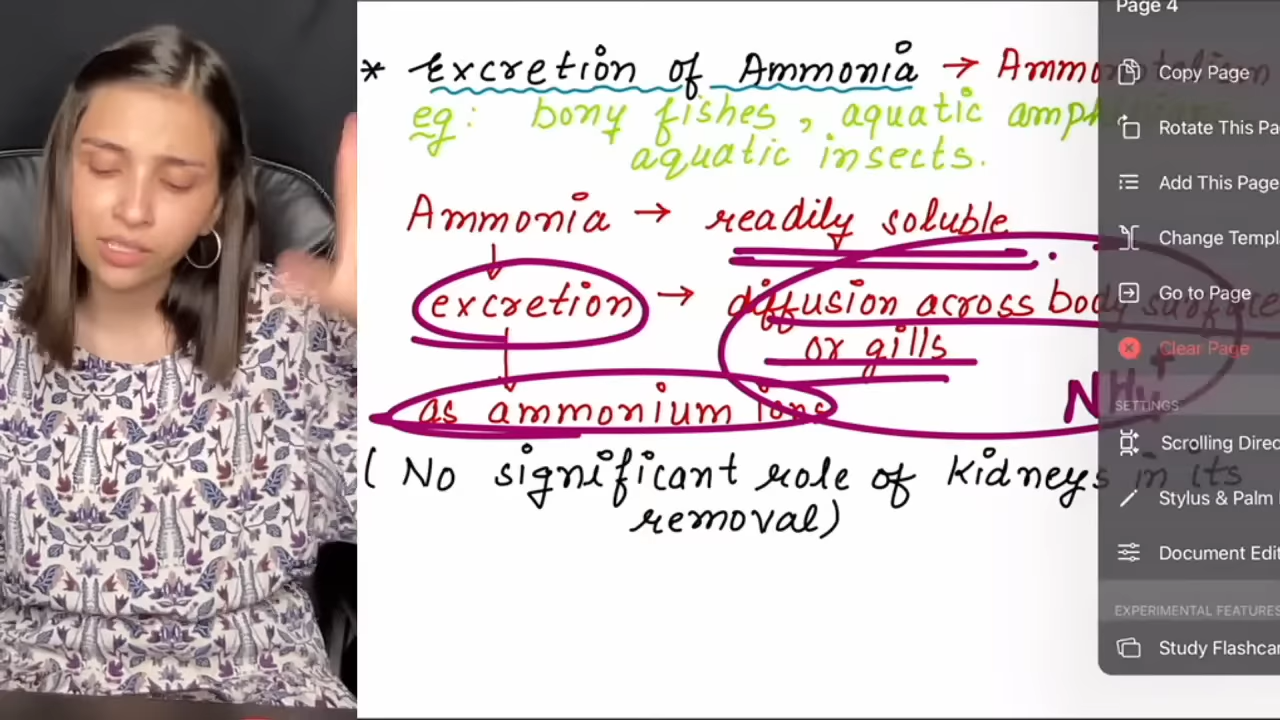 Page 4
* Excretion of Ammonia → Ammo
eg: bony fishes, aquatic
aquatic insects.
Copy Page
Rotate This Pa
Add This Page
Change Templ
Go to Page
Clear Page
SETTINGS
Scrolling Direc
Stylus & Palm
Document Edit
EXPERIMENTAL FEATURES
Study Flashcar
Ammonia → readily soluble.
excretion → diffusion across body surface
or gills
as ammonium ions
NH₄⁺
( No significant role of kidneys in its
removal)